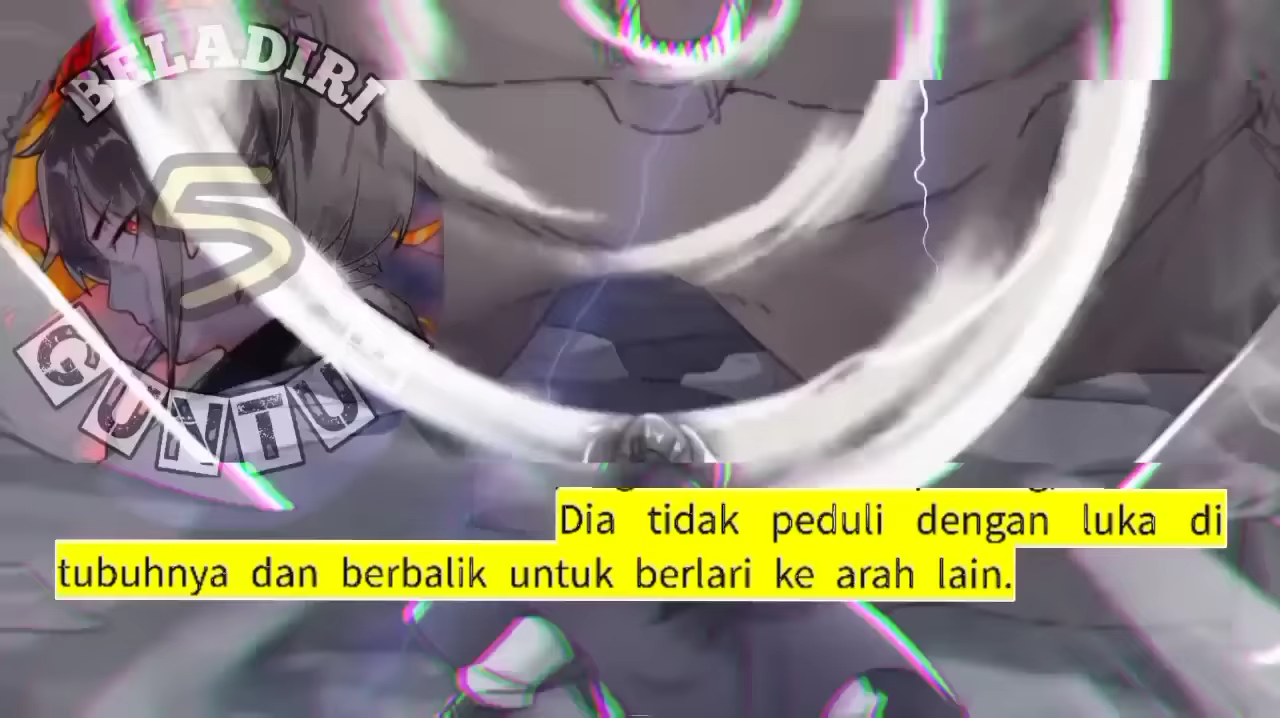 BELADIRI
5
GUNTU
Dia tidak peduli dengan luka di
tubuhnya dan berbalik untuk berlari ke arah lain.